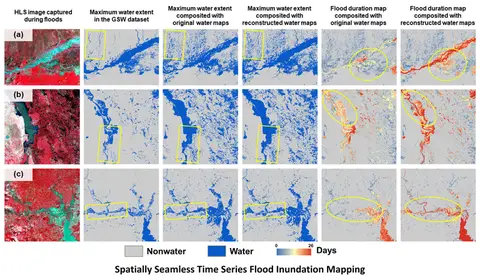 HLS image captured during floods
Maximum water extent in the GSW dataset
Maximum water extent composited with original water maps
Maximum water extent composited with reconstructed water maps
Flood duration map composited with original water maps
Flood duration map composited with reconstructed water maps
(a)
(b)
(c)
Nonwater
Water
0
28
Days
Spatially Seamless Time Series Flood Inundation Mapping